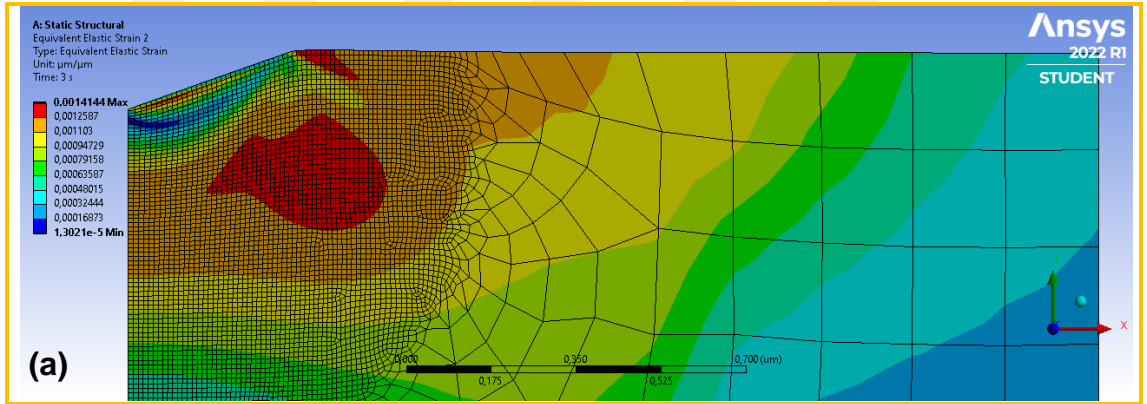 A: Static Structural
Equivalent Elastic Strain 2
Type: Equivalent Elastic Strain
Unit: µm/µm
Time: 3 s
0,0014144 Max
0,0012587
0,001103
0,00094729
0,00079158
0,00063587
0,00048015
0,00032444
0,00016873
1,3021e-5 Min
Ansys
2022 R1
STUDENT
Y
X
(a)
0,000
0,350
0,700 (um)
0,175
0,525